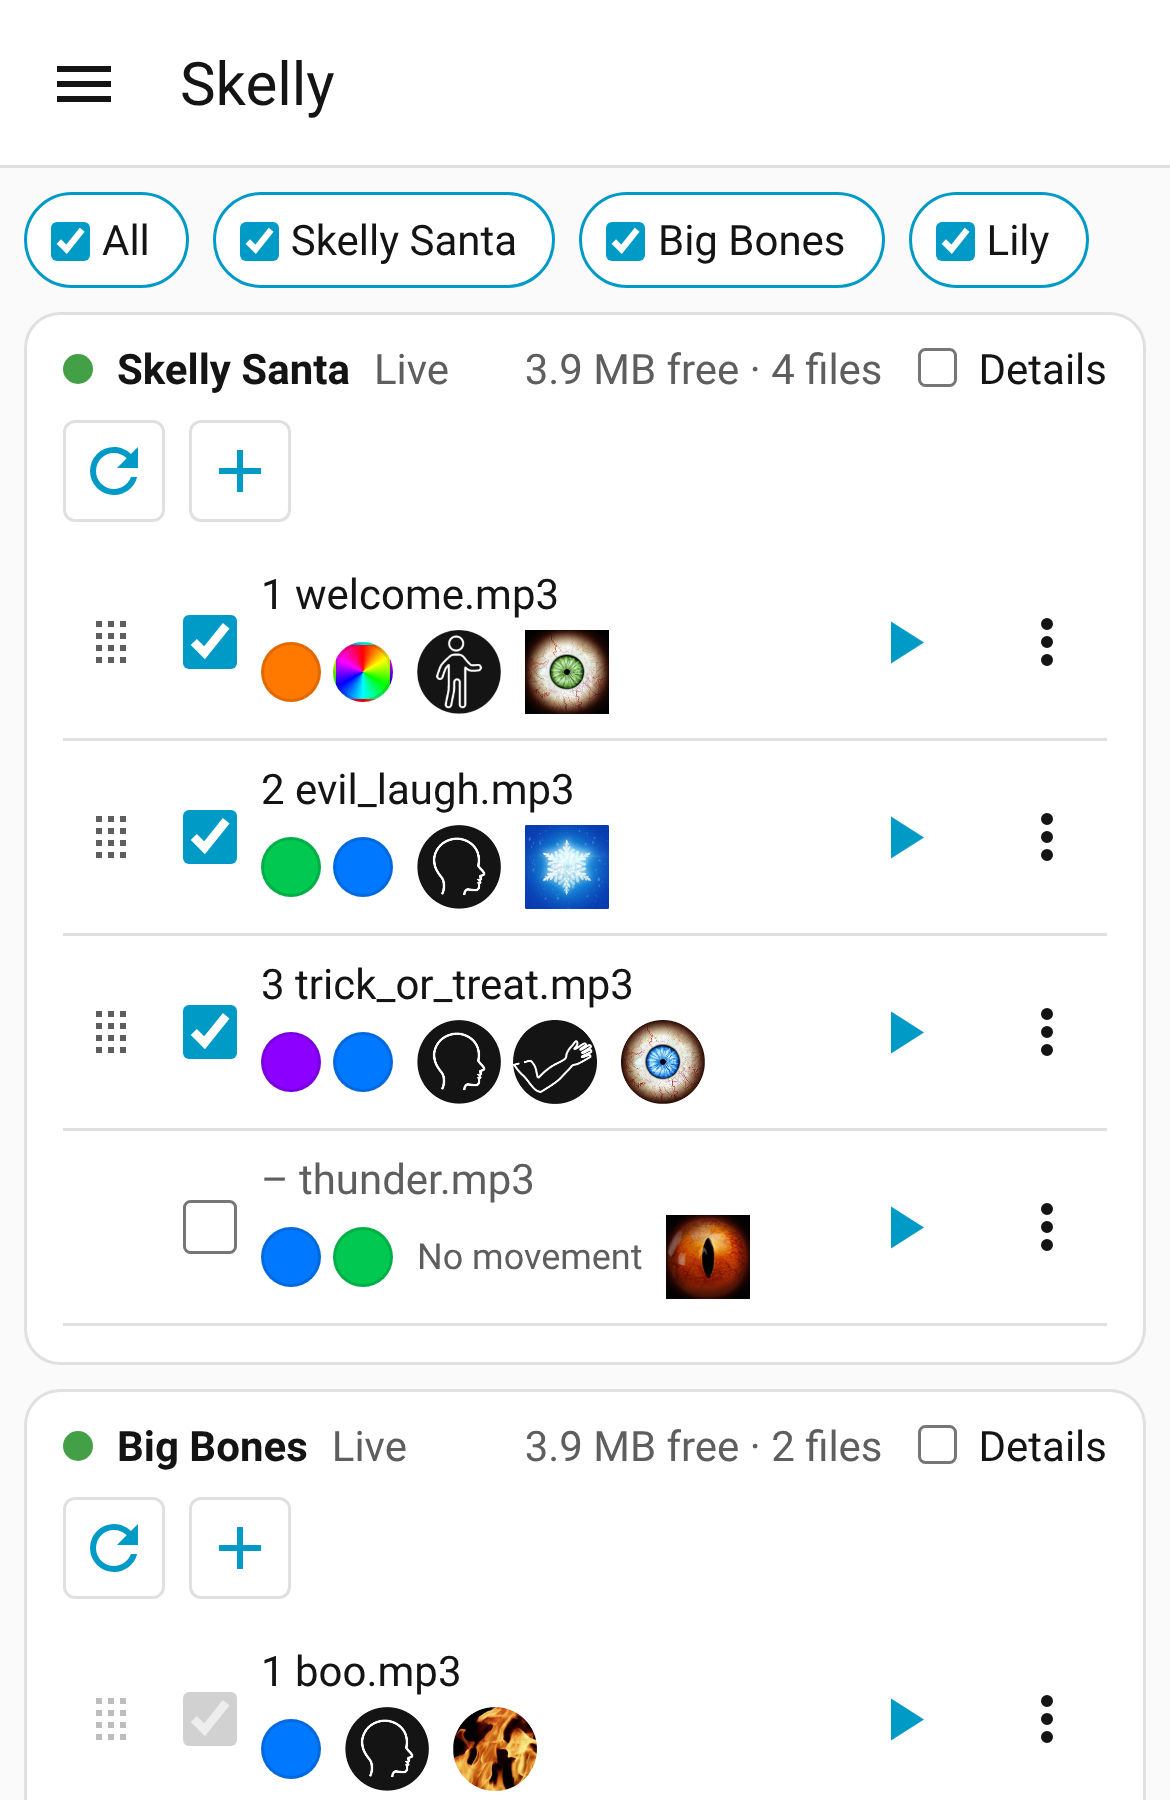 Skelly
All
Skelly Santa
Big Bones
Lily
Skelly Santa Live 3.9 MB free · 4 files Details
1 welcome.mp3
2 evil_laugh.mp3
3 trick_or_treat.mp3
– thunder.mp3
No movement
Big Bones Live 3.9 MB free · 2 files Details
1 boo.mp3